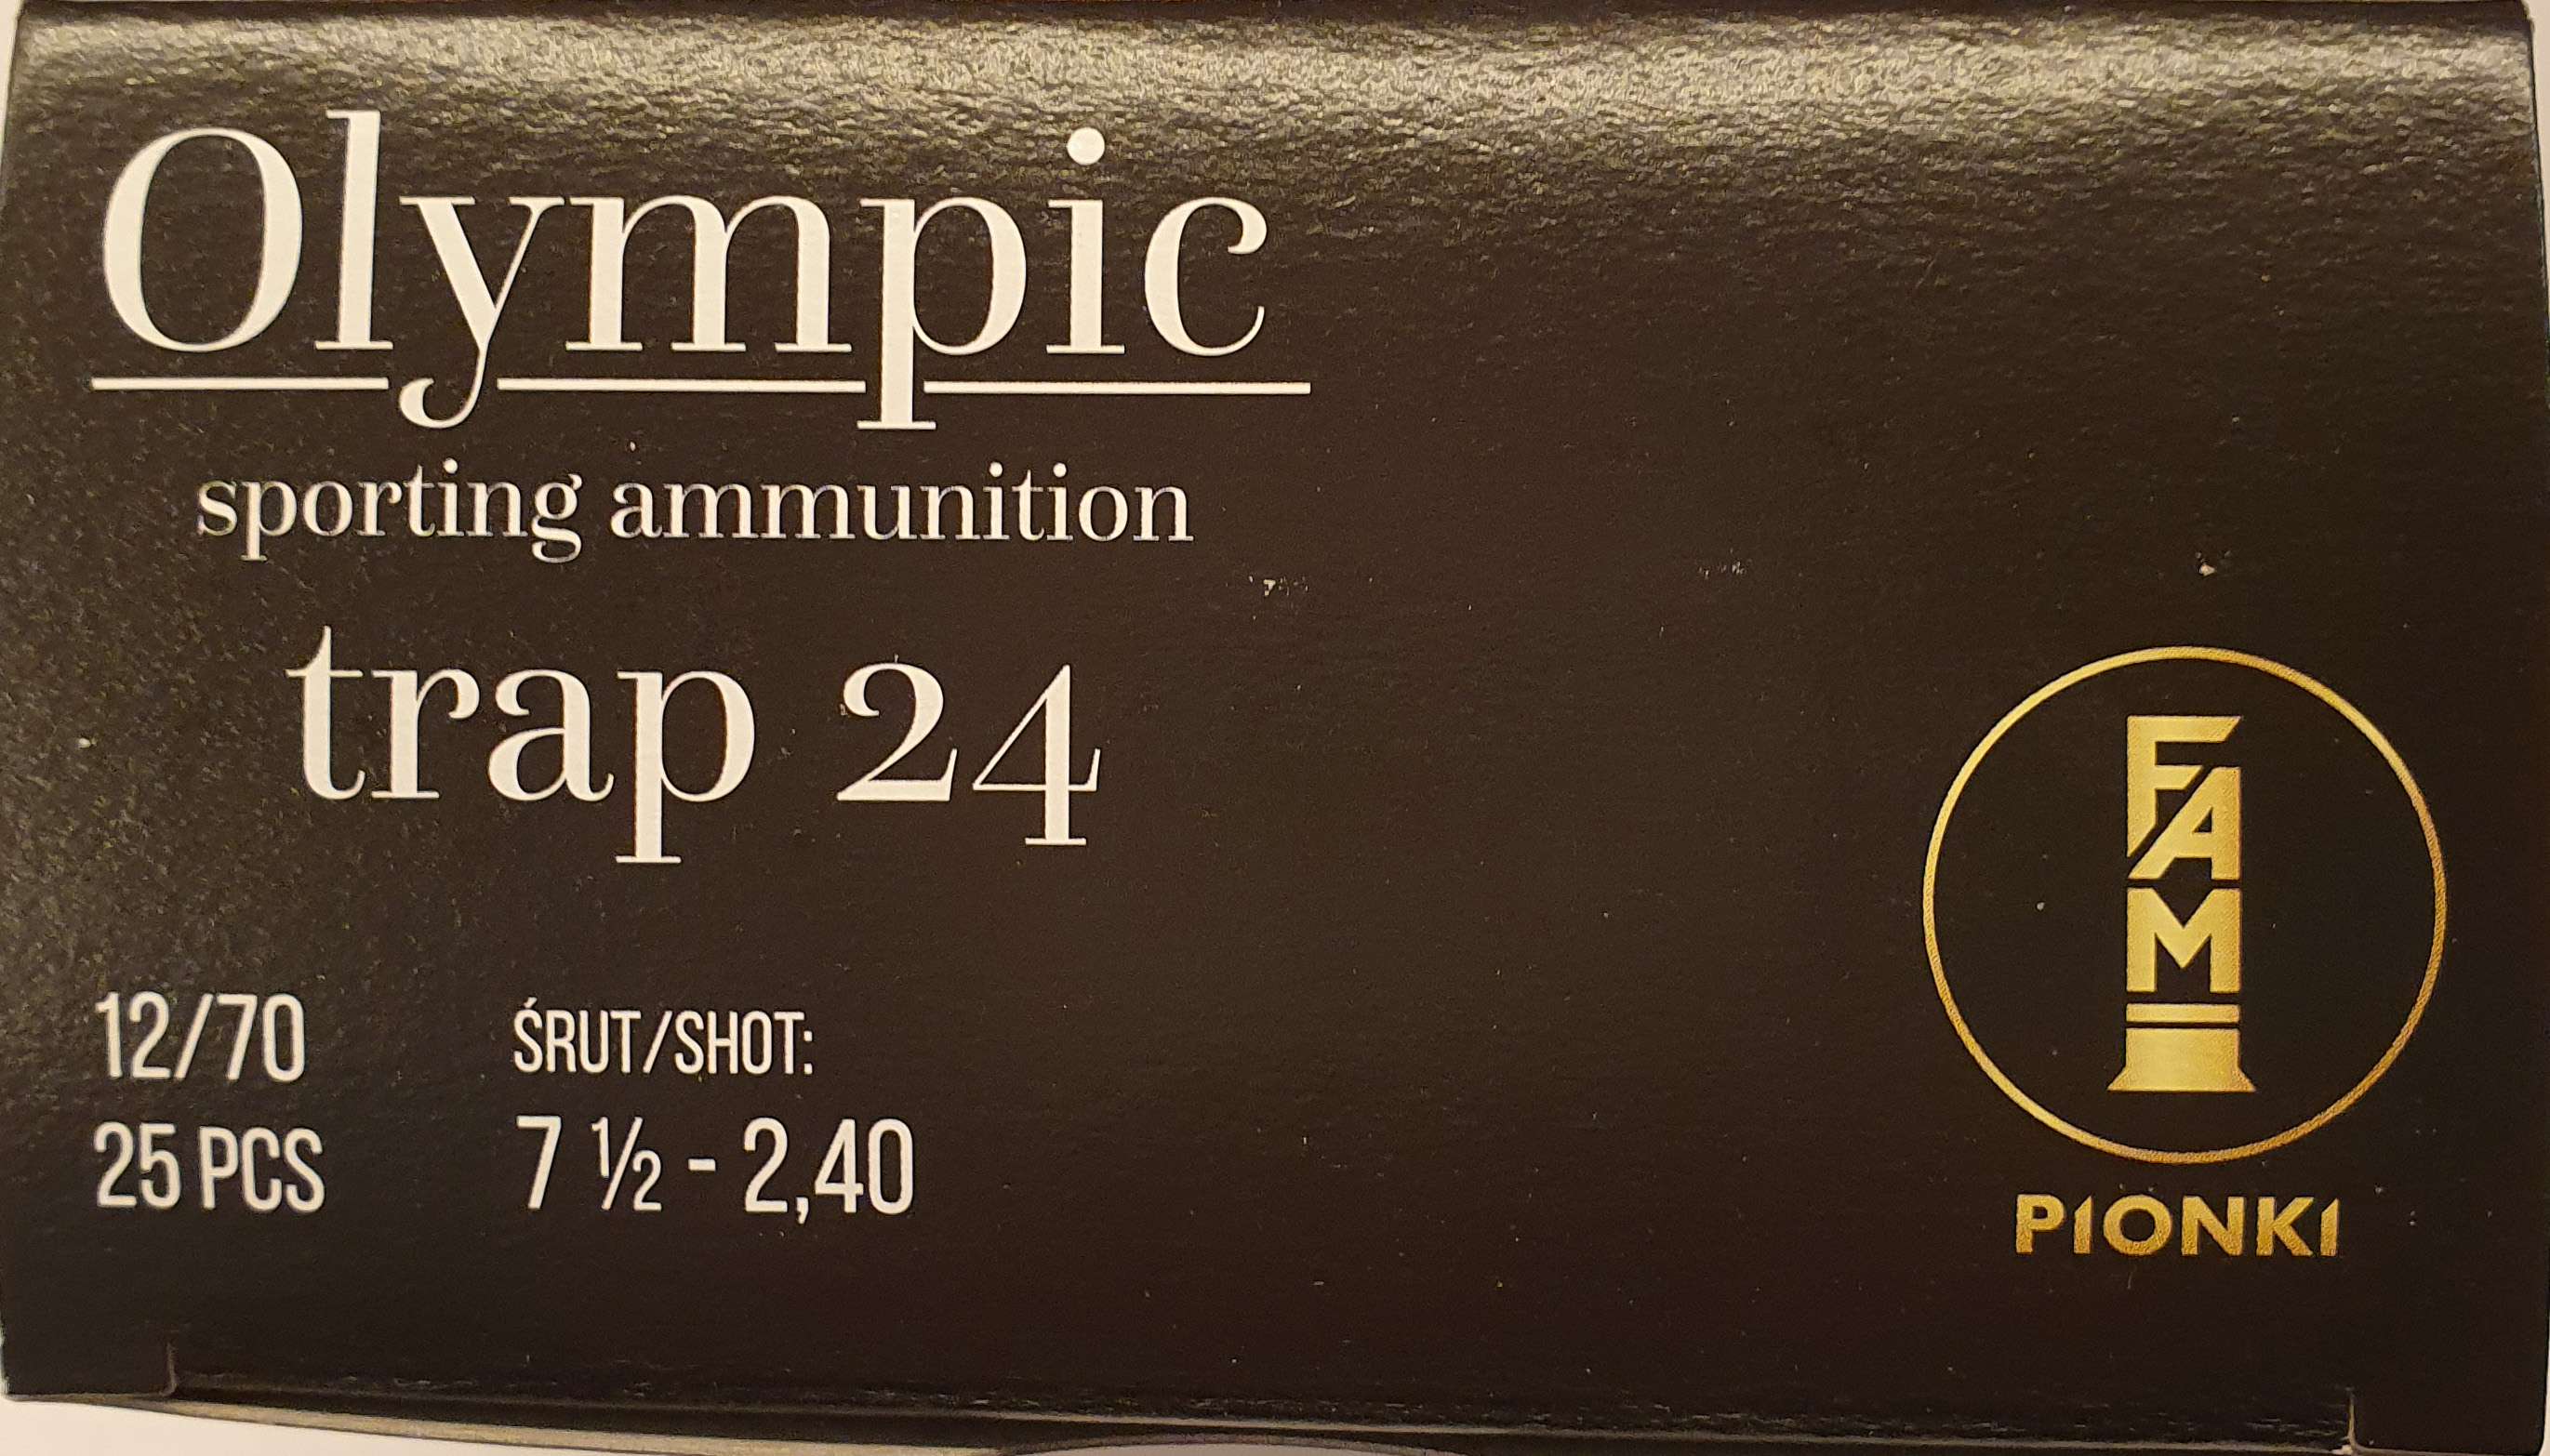 Olympic
sporting ammunition
trap 24
12/70
25 PCS
ŚRUT/SHOT:
7 ½ - 2,40
FAM
PIONKI